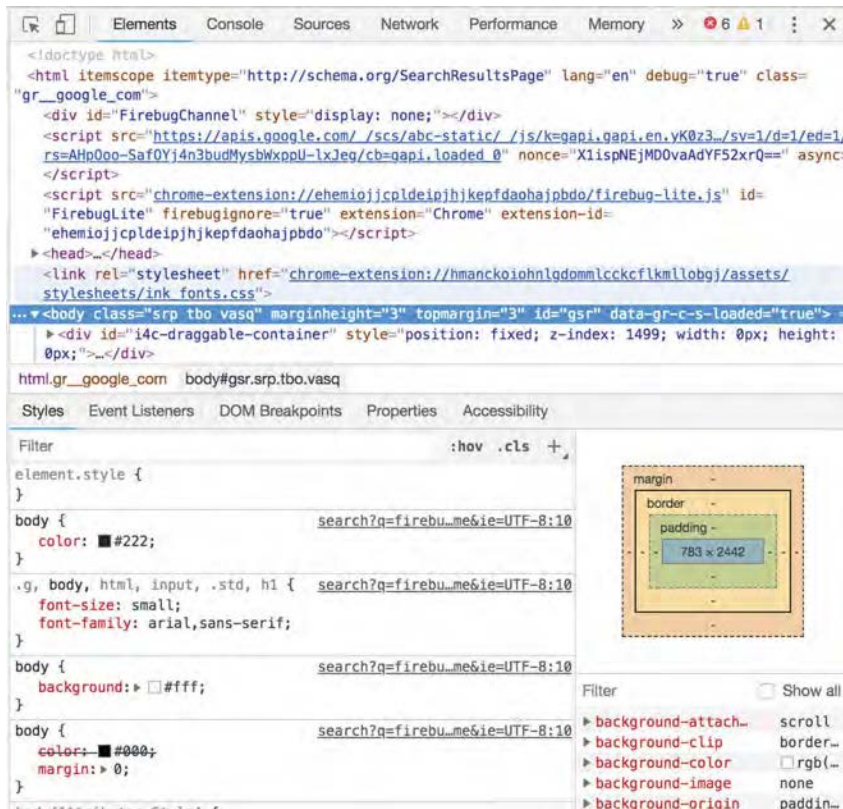 Elements Console Sources Network Performance Memory » 6 1
<!doctype html>
<html itemscope itemtype="http://schema.org/SearchResultsPage" lang="en" debug="true" class=
"gr__google_com">
<div id="FirebugChannel" style="display: none;"></div>
<script src="https://apis.google.com/_/scs/abc-static/_/js/k=gapi.gapi.en.yK0z3…/sv=1/d=1/ed=1/
rs=AHpOoo-SafOYj4n3budMysbWxppU-lxJeg/cb=gapi.loaded_0" nonce="X1ispNEjMDOvaAdYF52xrQ==" async>
</script>
<script src="chrome-extension://ehemiojjcpldeipjhjkepfdaohajpbdo/firebug-lite.js" id=
"FirebugLite" firebugignore="true" extension="Chrome" extension-id=
"ehemiojjcpldeipjhjkepfdaohajpbdo"></script>
▶<head>…</head>
<link rel="stylesheet" href="chrome-extension://hmanckoiohnlgdommlcckcflkmllobgj/assets/
stylesheets/ink_fonts.css">
…▼<body class="srp tbo vasq" marginheight="3" topmargin="3" id="gsr" data-gr-c-s-loaded="true">
▶<div id="i4c-draggable-container" style="position: fixed; z-index: 1499; width: 0px; height:
0px;">…</div>
html.gr__google_com body#gsr.srp.tbo.vasq
Styles Event Listeners DOM Breakpoints Properties Accessibility
Filter :hov .cls +
element.style {
}
body { search?q=firebu…me&ie=UTF-8:10
color: #222;
}
.g, body, html, input, .std, h1 { search?q=firebu…me&ie=UTF-8:10
font-size: small;
font-family: arial,sans-serif;
}
body { search?q=firebu…me&ie=UTF-8:10
background:▶ #fff;
}
body { search?q=firebu…me&ie=UTF-8:10
color: #000;
margin:▶ 0;
}
margin -
border -
padding -
- - - 783 × 2442 - - -
-
-
-
Filter Show all
▶ background-attach… scroll
▶ background-clip border…
▶ background-color rgb(…
▶ background-image none
▶ background-origin paddin…